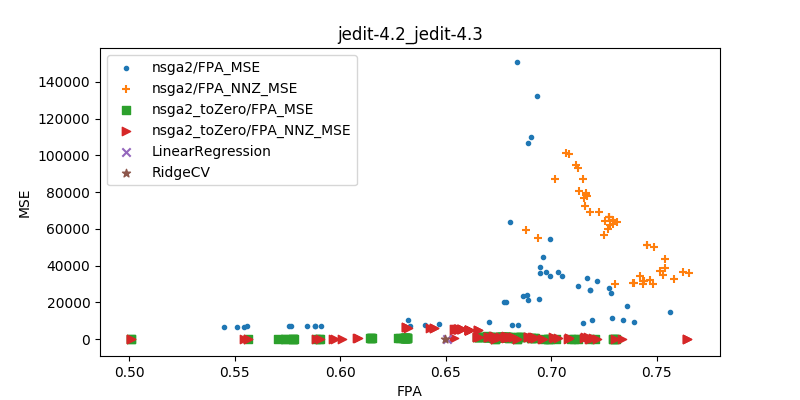 jedit-4.2_jedit-4.3
nsga2/FPA_MSE
nsga2/FPA_NNZ_MSE
nsga2_toZero/FPA_MSE
nsga2_toZero/FPA_NNZ_MSE
LinearRegression
RidgeCV
MSE
140000
120000
100000
80000
60000
40000
20000
0
0.50 0.55 0.60 0.65 0.70 0.75
FPA